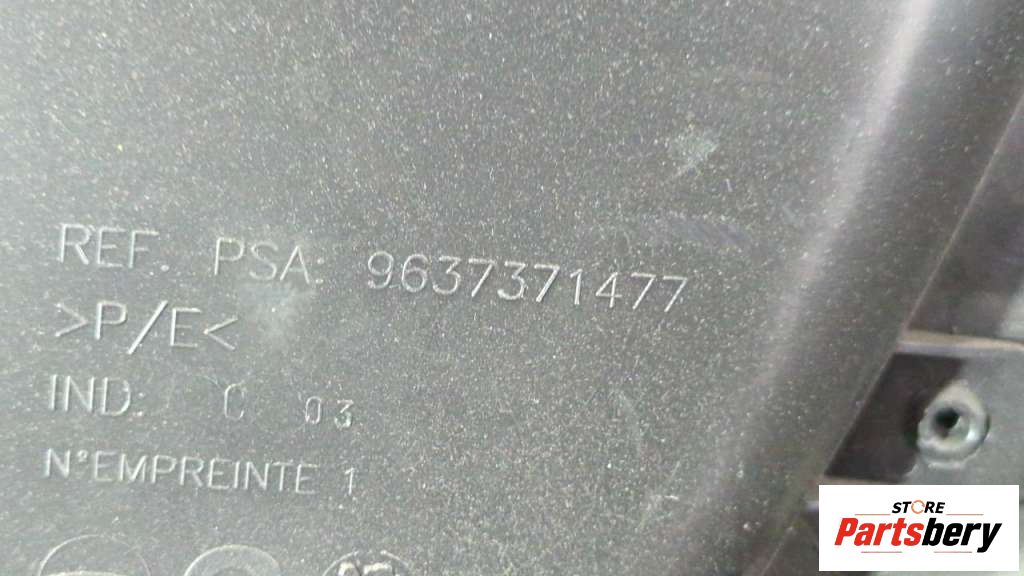 REF. PSA: 9637371477
>P/E<
IND: C 03
N°EMPREINTE 1
STORE
Partsbery